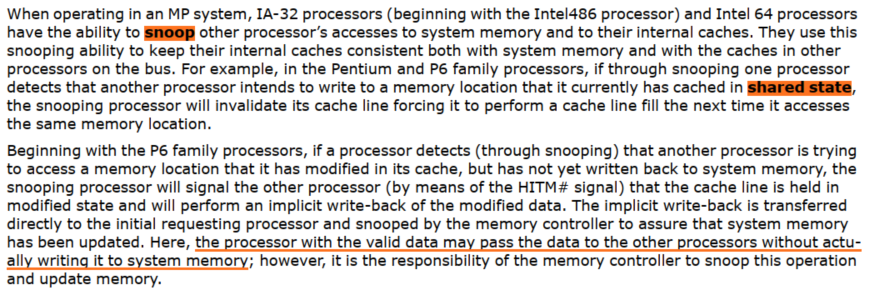 When operating in an MP system, IA-32 processors (beginning with the Intel486 processor) and Intel 64 processors
have the ability to snoop other processor's accesses to system memory and to their internal caches. They use this
snooping ability to keep their internal caches consistent both with system memory and with the caches in other
processors on the bus. For example, in the Pentium and P6 family processors, if through snooping one processor
detects that another processor intends to write to a memory location that it currently has cached in shared state,
the snooping processor will invalidate its cache line forcing it to perform a cache line fill the next time it accesses
the same memory location.
Beginning with the P6 family processors, if a processor detects (through snooping) that another processor is trying
to access a memory location that it has modified in its cache, but has not yet written back to system memory, the
snooping processor will signal the other processor (by means of the HITM# signal) that the cache line is held in
modified state and will perform an implicit write-back of the modified data. The implicit write-back is transferred
directly to the initial requesting processor and snooped by the memory controller to assure that system memory
has been updated. Here, the processor with the valid data may pass the data to the other processors without actu-
ally writing it to system memory; however, it is the responsibility of the memory controller to snoop this operation
and update memory.